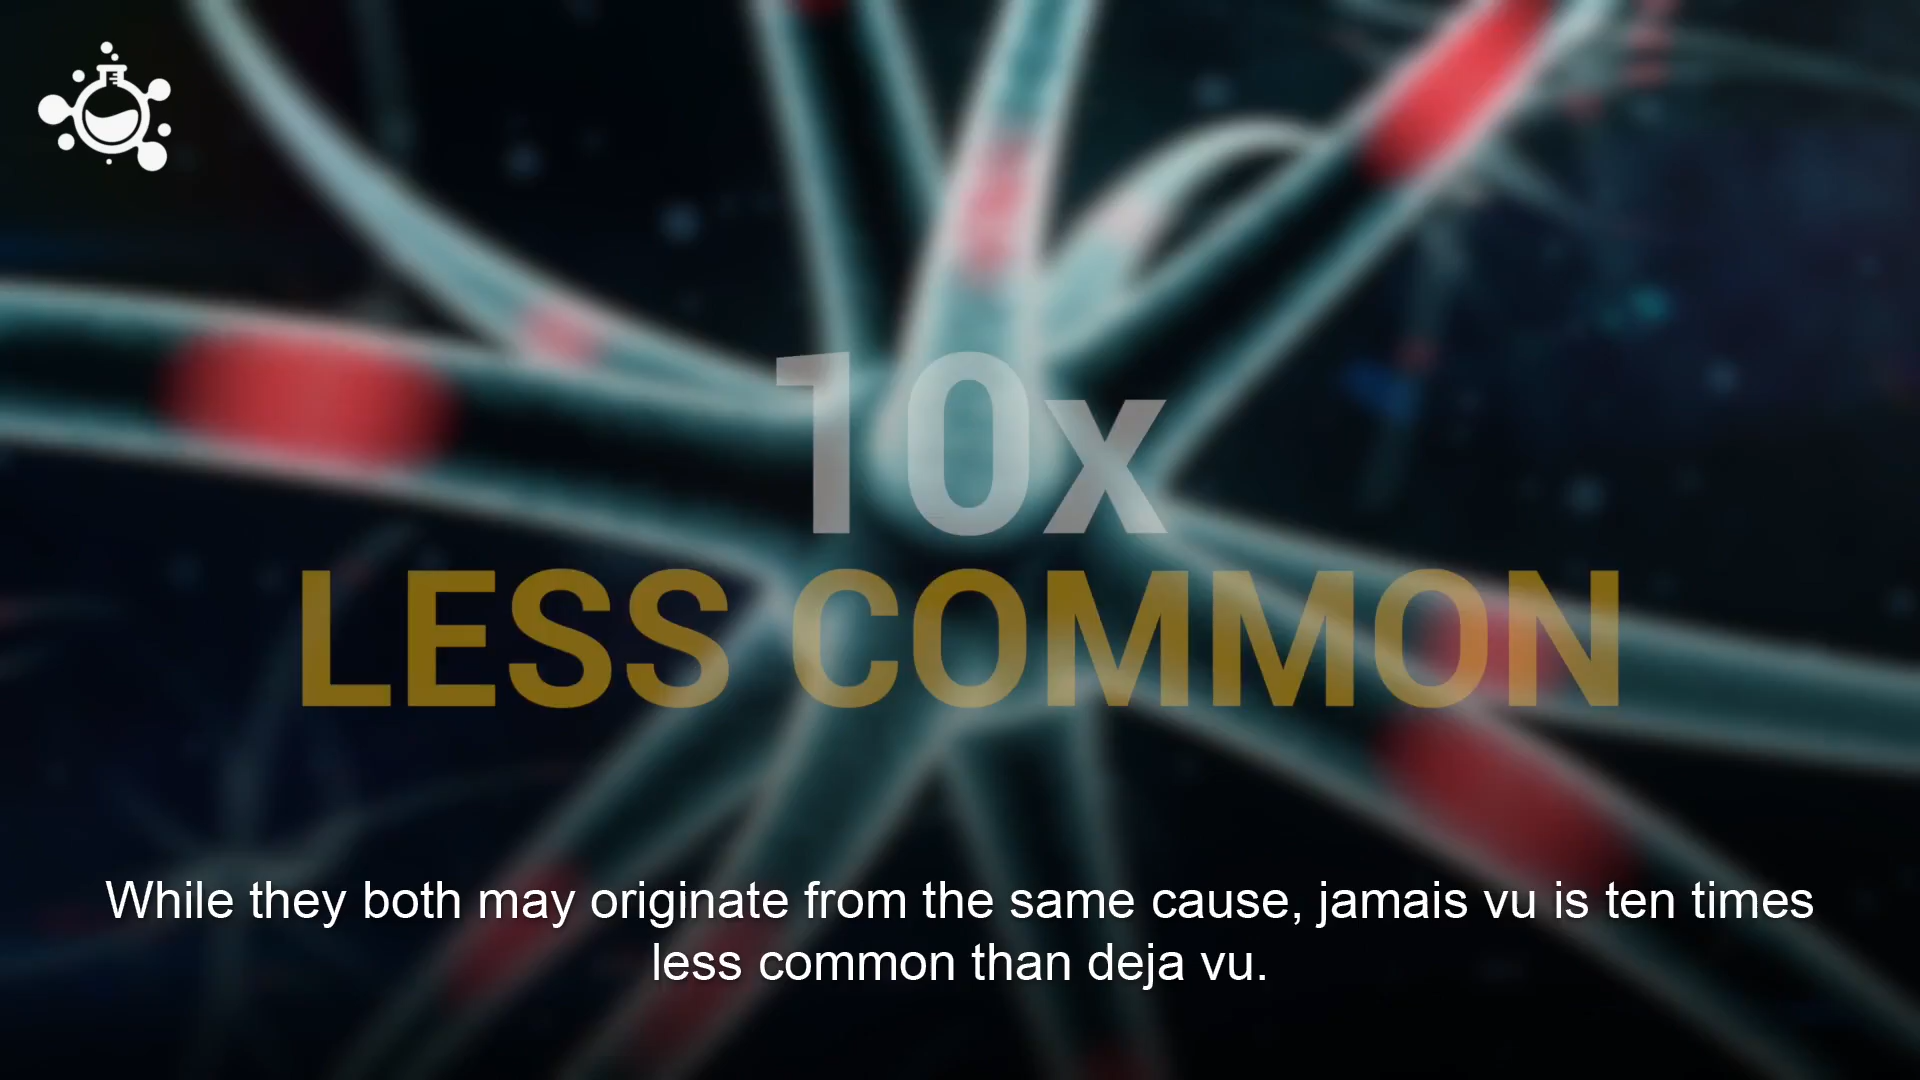 10x
LESS COMMON
While they both may originate from the same cause, jamais vu is ten times
less common than deja vu.